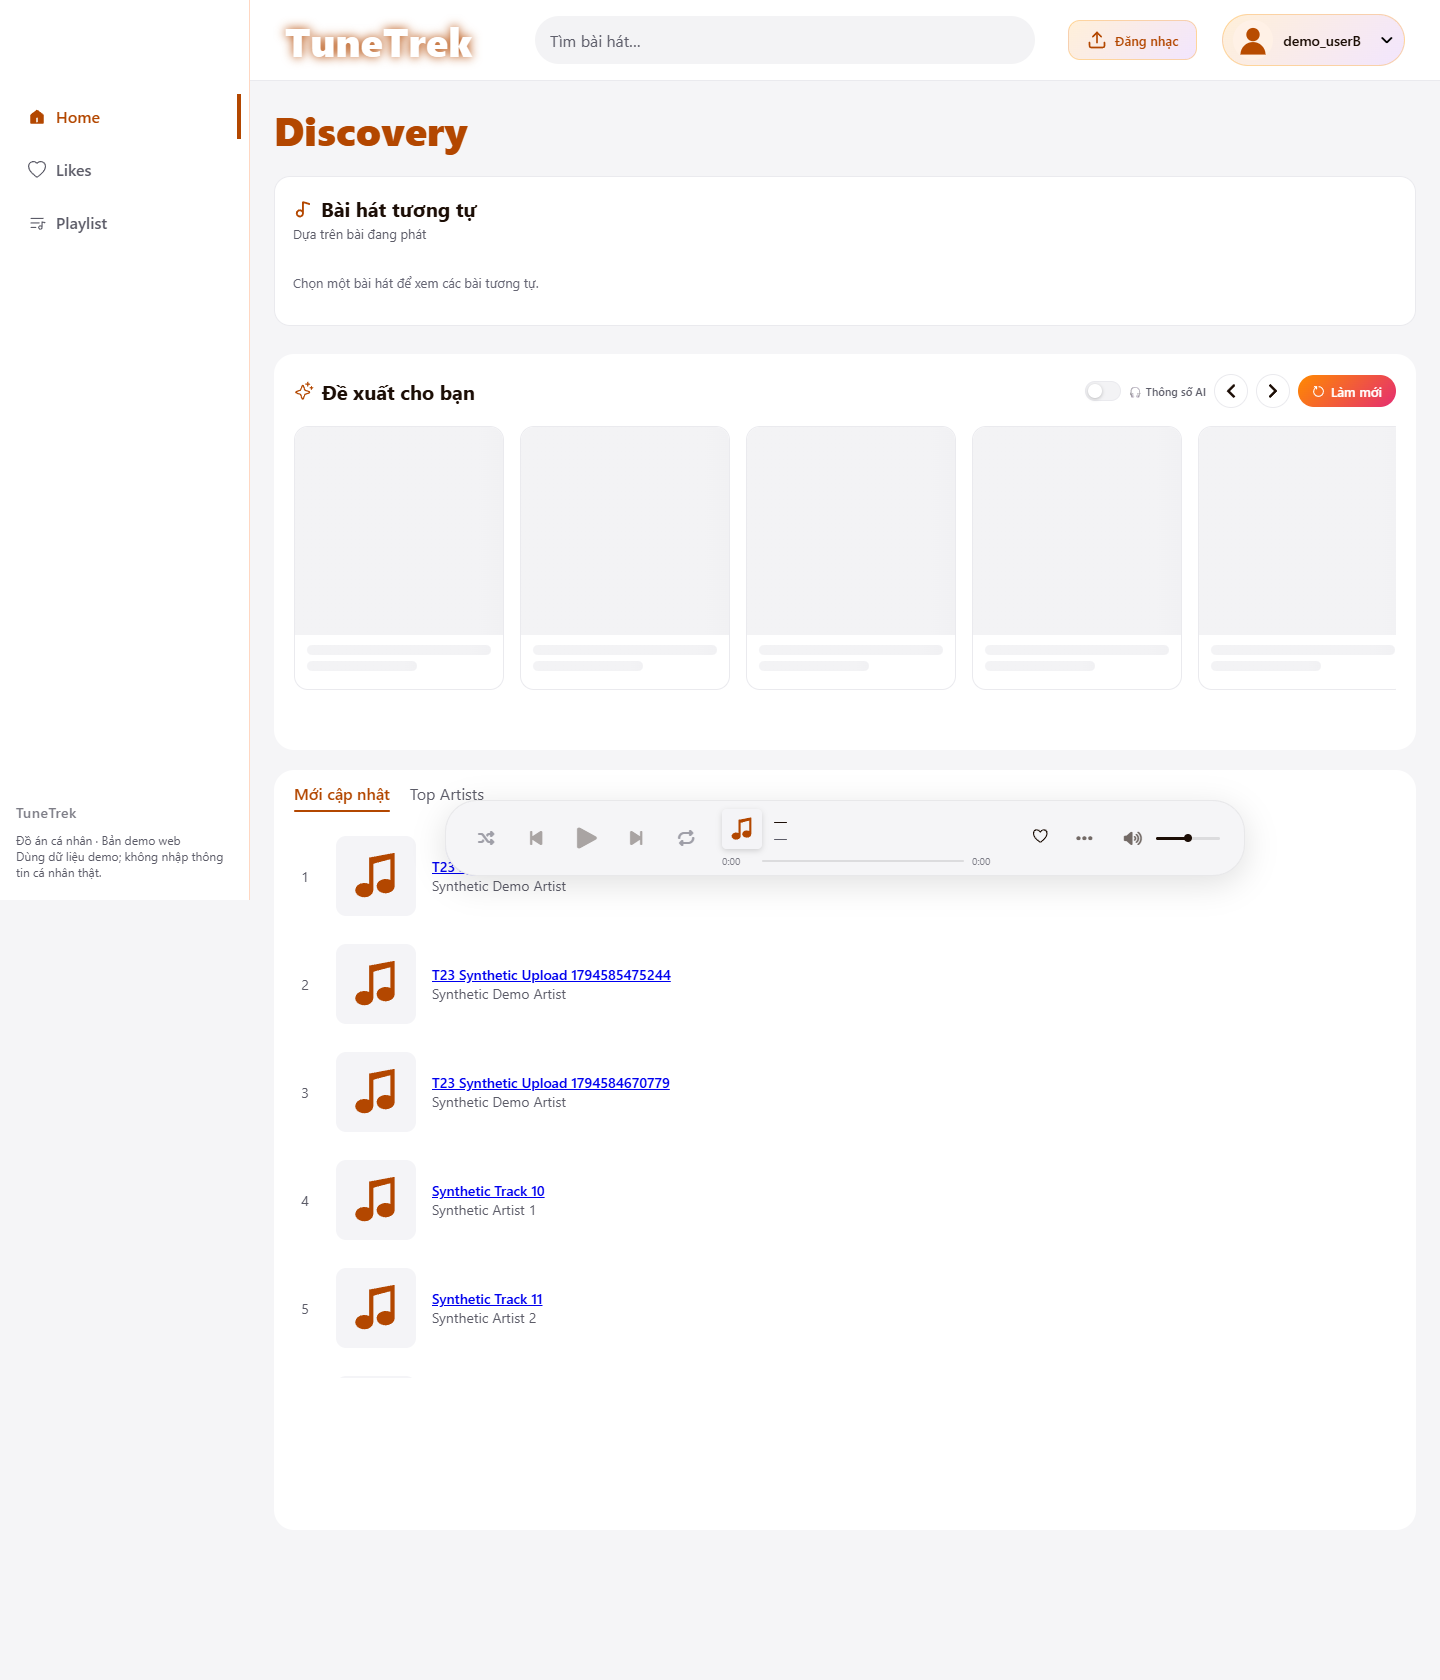 TuneTrek
Tìm bài hát...
Đăng nhạc
demo_userB
Home
Likes
Playlist
Discovery
Bài hát tương tự
Dựa trên bài đang phát
Chọn một bài hát để xem các bài tương tự.
Đề xuất cho bạn
Thông số AI
Làm mới
Mới cập nhật
Top Artists
1
T23
Synthetic Demo Artist
— 
—
0:00
0:00
2
T23 Synthetic Upload 1794585475244
Synthetic Demo Artist
3
T23 Synthetic Upload 1794584670779
Synthetic Demo Artist
4
Synthetic Track 10
Synthetic Artist 1
5
Synthetic Track 11
Synthetic Artist 2
TuneTrek
Đồ án cá nhân · Bản demo web
Dùng dữ liệu demo; không nhập thông
tin cá nhân thật.